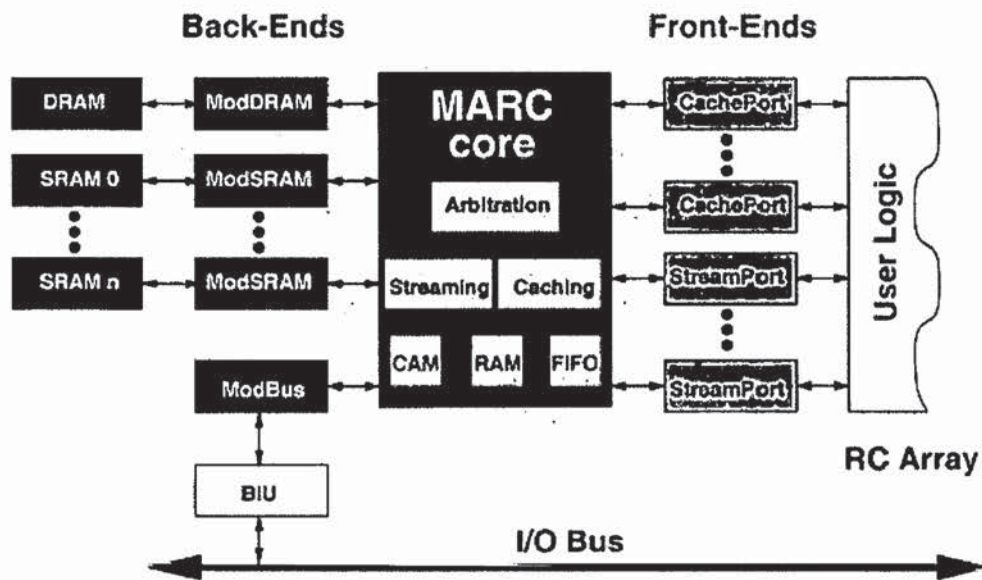 Back-Ends
Front-Ends
DRAM
ModDRAM
MARC
core
CachePort
SRAM 0
ModSRAM
Arbitration
CachePort
SRAM n
ModSRAM
Streaming
Caching
StreamPort
CAM
RAM
FIFO
ModBus
StreamPort
User Logic
RC Array
BIU
I/O Bus